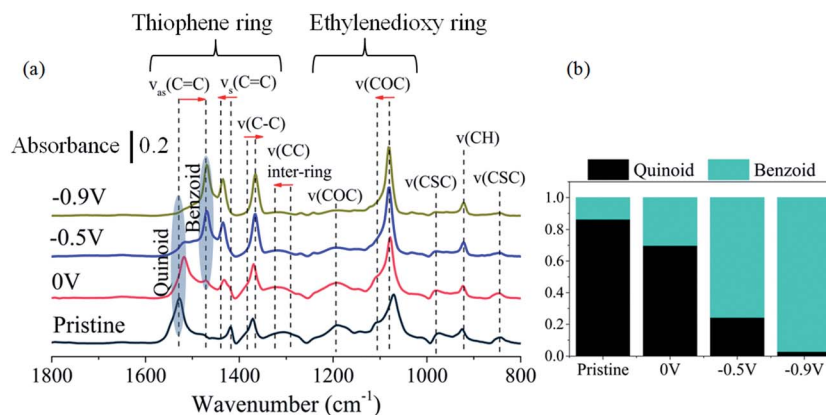 Thiophene ring
Ethylenedioxy ring
(a)
(b)
vas(C=C)
vs(C=C)
v(COC)
v(C-C)
Absorbance | 0.2
v(CC)
inter-ring
v(COC)
v(CSC)
v(CH)
v(CSC)
-0.9V
-0.5V
0V
Pristine
Quinoid
Benzoid
1800 1600 1400 1200 1000 800
Wavenumber (cm-1)
Quinoid Benzoid
1.0
0.8
0.6
0.4
0.2
0.0
Pristine 0V -0.5V -0.9V